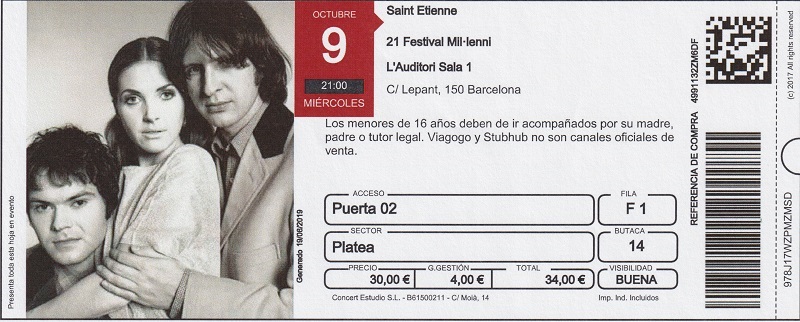 Presenta toda esta hoja en evento
OCTUBRE
9
21:00
MIÉRCOLES
Saint Etienne
21 Festival Mil·lenni
L'Auditori Sala 1
C/ Lepant, 150 Barcelona
Los menores de 16 años deben de ir acompañados por su madre,
padre o tutor legal. Viagogo y Stubhub no son canales oficiales de
venta.
Generado 19/08/2019
ACCESO
Puerta 02
FILA
F 1
SECTOR
Platea
BUTACA
14
PRECIO
30,00 €
G.GESTIÓN
4,00 €
TOTAL
34,00 €
VISIBILIDAD
BUENA
Concert Estudio S.L. - B61500211 - C/ Moià, 14
Imp. Ind. Incluidos
REFERENCIA DE COMPRA 4991132ZM6DF
(c) 2017 All rights reserved
978J17WZPMZMSD